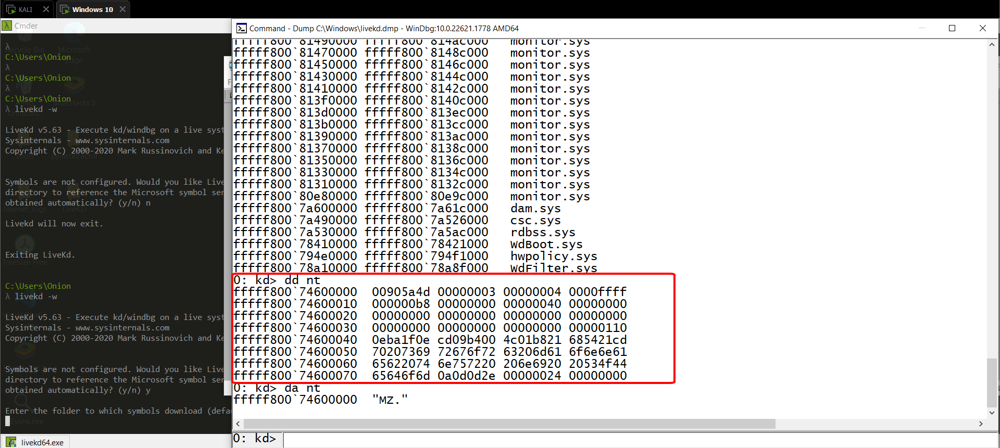 KALI
Windows 10
Cmder
λ
C:\Users\Onion
λ
C:\Users\Onion
λ
C:\Users\Onion
λ livekd -w
LiveKd v5.63 - Execute kd/windbg on a live syst
Sysinternals - www.sysinternals.com
Copyright (C) 2000-2020 Mark Russinovich and Ke
Symbols are not configured. Would you like Live
directory to reference the Microsoft symbol ser
obtained automatically? (y/n) n
Livekd will now exit.
Exiting LiveKd.
C:\Users\Onion
λ livekd -w
LiveKd v5.63 - Execute kd/windbg on a live syst
Sysinternals - www.sysinternals.com
Copyright (C) 2000-2020 Mark Russinovich and Ke
Symbols are not configured. Would you like Live
directory to reference the Microsoft symbol ser
obtained automatically? (y/n) y
Enter the folder to which symbols download (defau
Recycle Bin
Microsoft Edge
BlueStacks 5
Tools
pyinstxtractor
fakenet_logs
LiveKD
TreeSize Free
livekd64.exe
Command - Dump C:\Windows\livekd.dmp - WinDbg:10.0.22621.1778 AMD64
fffff800`81490000 fffff800`814ac000 monitor.sys
fffff800`81470000 fffff800`8148c000 monitor.sys
fffff800`81450000 fffff800`8146c000 monitor.sys
fffff800`81430000 fffff800`8144c000 monitor.sys
fffff800`81410000 fffff800`8142c000 monitor.sys
fffff800`813f0000 fffff800`8140c000 monitor.sys
fffff800`813d0000 fffff800`813ec000 monitor.sys
fffff800`813b0000 fffff800`813cc000 monitor.sys
fffff800`81390000 fffff800`813ac000 monitor.sys
fffff800`81370000 fffff800`8138c000 monitor.sys
fffff800`81350000 fffff800`8136c000 monitor.sys
fffff800`81330000 fffff800`8134c000 monitor.sys
fffff800`81310000 fffff800`8132c000 monitor.sys
fffff800`80e80000 fffff800`80e9c000 monitor.sys
fffff800`7a600000 fffff800`7a61c000 dam.sys
fffff800`7a490000 fffff800`7a526000 csc.sys
fffff800`7a530000 fffff800`7a5ac000 rdbss.sys
fffff800`78410000 fffff800`78421000 WdBoot.sys
fffff800`794e0000 fffff800`794f1000 hwpolicy.sys
fffff800`78a10000 fffff800`78a8f000 WdFilter.sys
0: kd> dd nt
fffff800`74600000 00905a4d 00000003 00000004 0000ffff
fffff800`74600010 000000b8 00000000 00000040 00000000
fffff800`74600020 00000000 00000000 00000000 00000000
fffff800`74600030 00000000 00000000 00000000 00000110
fffff800`74600040 0eba1f0e cd09b400 4c01b821 685421cd
fffff800`74600050 70207369 72676f72 63206d61 6f6e6e61
fffff800`74600060 65622074 6e757220 206e6920 20534f44
fffff800`74600070 65646f6d 0a0d0d2e 00000024 00000000
0: kd> da nt
fffff800`74600000 "MZ."
0: kd>